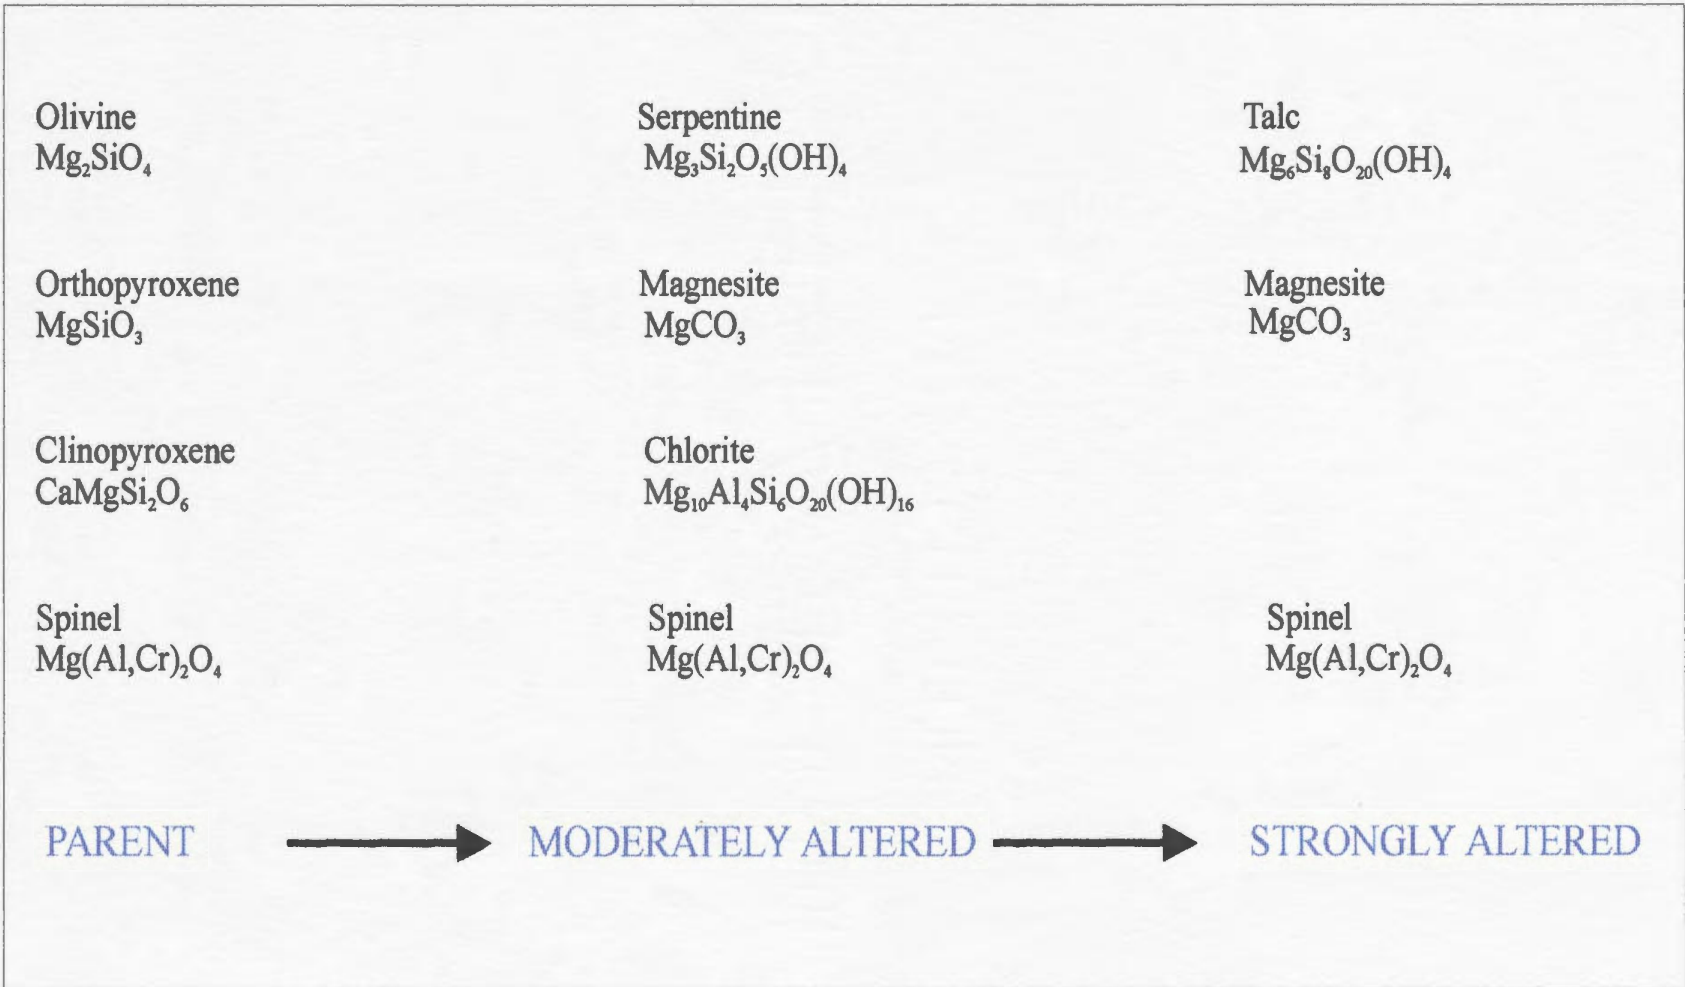 Olivine
Mg₂SiO₄
Serpentine
Mg₃Si₂O₅(OH)₄
Talc
Mg₆Si₈O₂₀(OH)₄
Orthopyroxene
MgSiO₃
Magnesite
MgCO₃
Magnesite
MgCO₃
Clinopyroxene
CaMgSi₂O₆
Chlorite
Mg₁₀Al₄Si₆O₂₀(OH)₁₆
Spinel
Mg(Al,Cr)₂O₄
Spinel
Mg(Al,Cr)₂O₄
Spinel
Mg(Al,Cr)₂O₄
PARENT
MODERATELY ALTERED
STRONGLY ALTERED